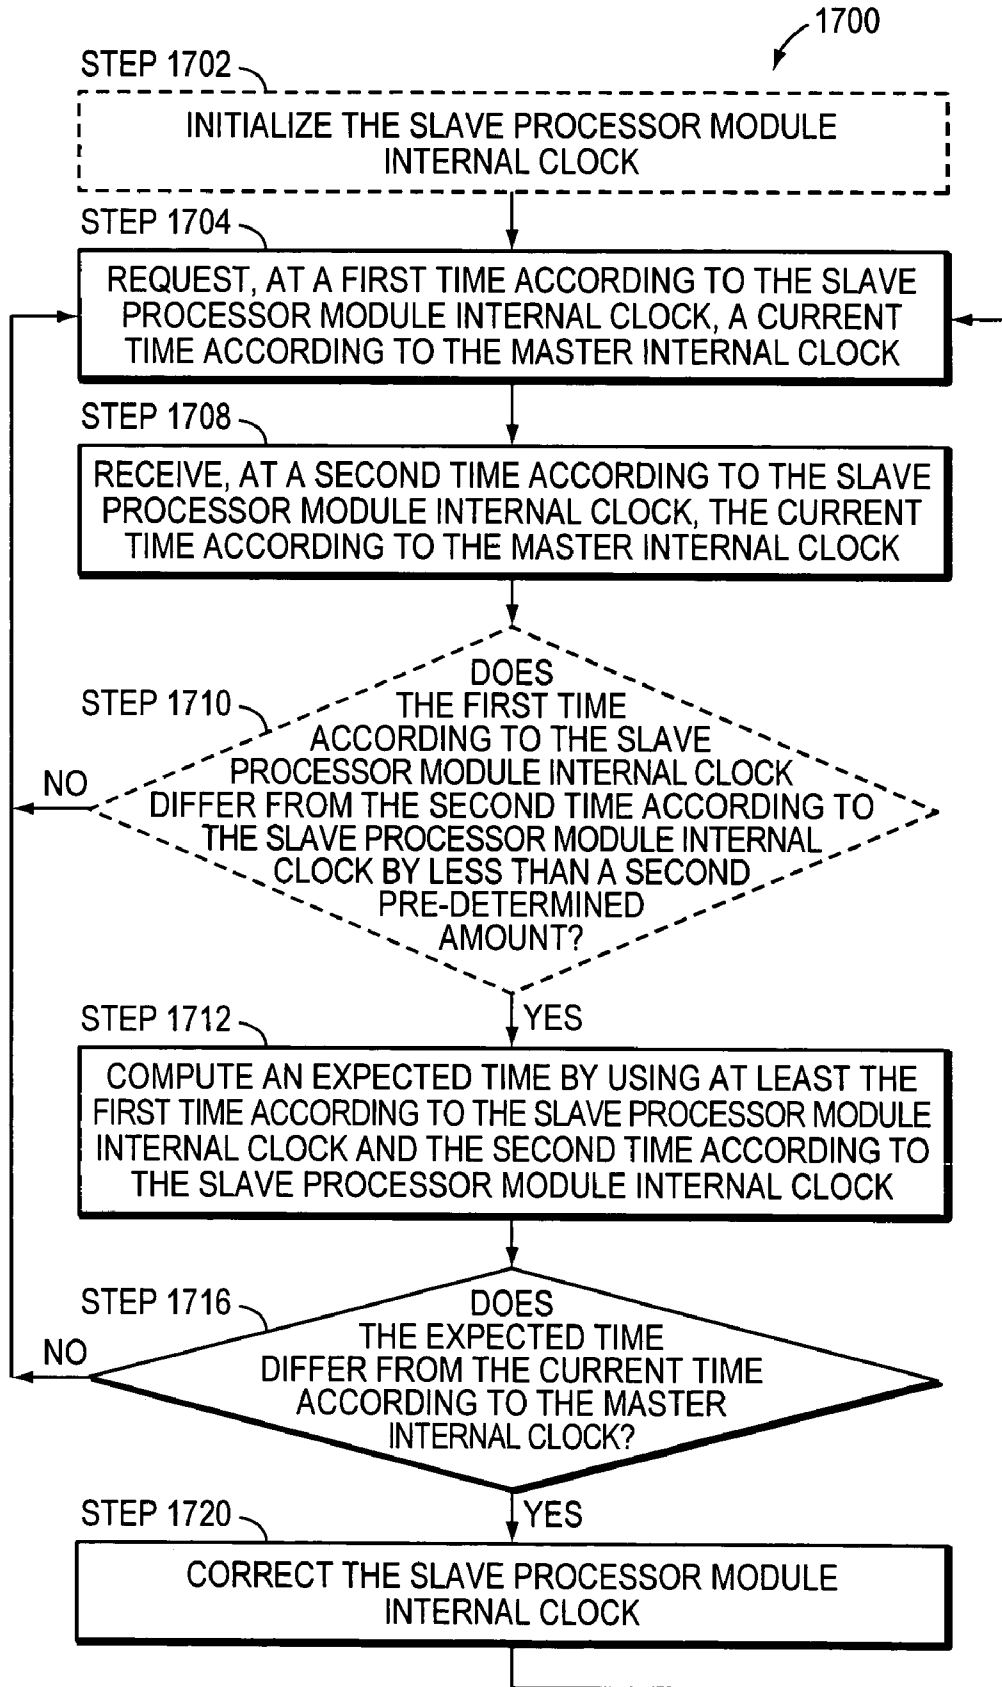 1700
STEP 1702
INITIALIZE THE SLAVE PROCESSOR MODULE
INTERNAL CLOCK
STEP 1704
REQUEST, AT A FIRST TIME ACCORDING TO THE SLAVE
PROCESSOR MODULE INTERNAL CLOCK, A CURRENT
TIME ACCORDING TO THE MASTER INTERNAL CLOCK
STEP 1708
RECEIVE, AT A SECOND TIME ACCORDING TO THE SLAVE
PROCESSOR MODULE INTERNAL CLOCK, THE CURRENT
TIME ACCORDING TO THE MASTER INTERNAL CLOCK
STEP 1710
DOES
THE FIRST TIME
ACCORDING TO THE SLAVE
PROCESSOR MODULE INTERNAL CLOCK
DIFFER FROM THE SECOND TIME ACCORDING TO
THE SLAVE PROCESSOR MODULE INTERNAL
CLOCK BY LESS THAN A SECOND
PRE-DETERMINED
AMOUNT?
NO
YES
STEP 1712
COMPUTE AN EXPECTED TIME BY USING AT LEAST THE
FIRST TIME ACCORDING TO THE SLAVE PROCESSOR MODULE
INTERNAL CLOCK AND THE SECOND TIME ACCORDING TO
THE SLAVE PROCESSOR MODULE INTERNAL CLOCK
STEP 1716
DOES
THE EXPECTED TIME
DIFFER FROM THE CURRENT TIME
ACCORDING TO THE MASTER
INTERNAL CLOCK?
NO
YES
STEP 1720
CORRECT THE SLAVE PROCESSOR MODULE
INTERNAL CLOCK